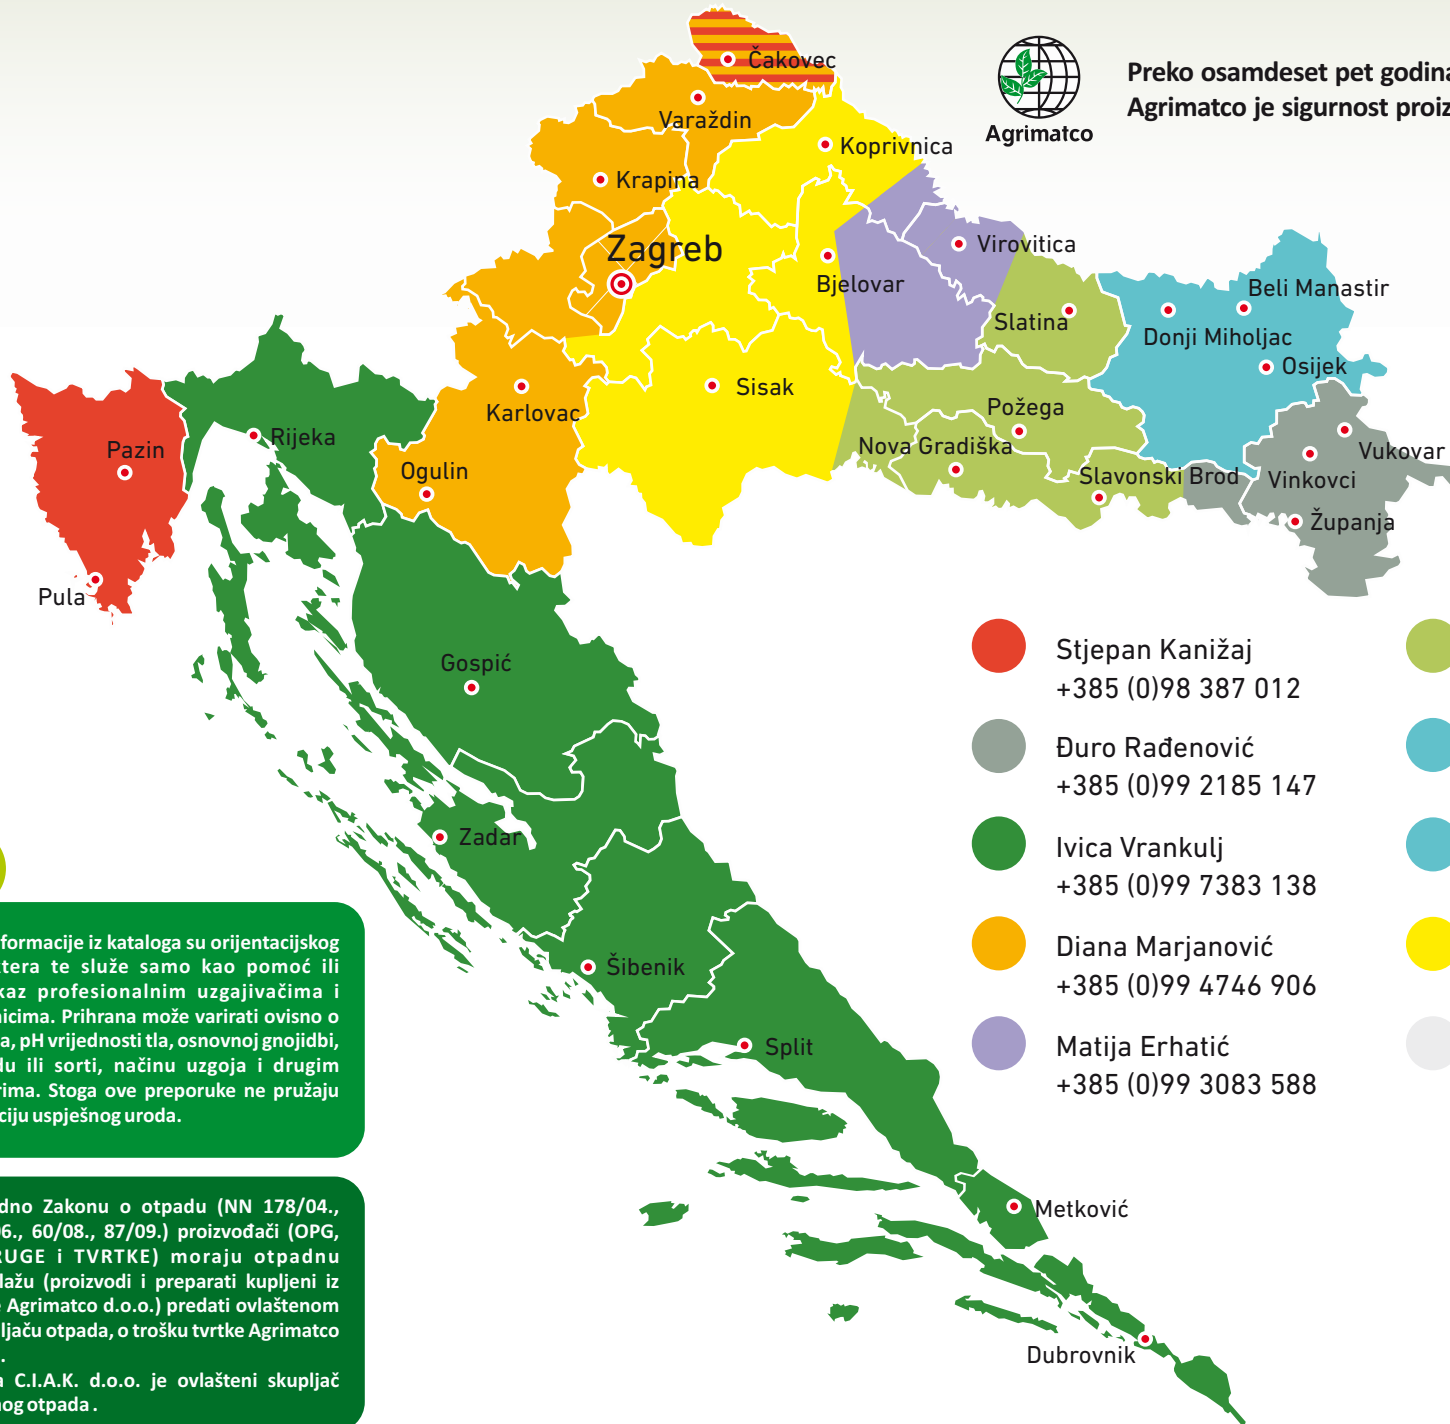 Preko osamdeset pet godina
Agrimatco je sigurnost
Agrimatco
Čakovec
Varaždin
Koprivnica
Krapina
Zagreb
Virovitica
Bjelovar
Beli Manastir
Slatina
Donji Miholjac
Osijek
Sisak
Karlovac
Požega
Rijeka
Nova Gradiška
Vukovar
Pazin
Ogulin
Slavonski Brod
Vinkovci
Županja
Pula
Gospić
Zadar
Šibenik
Split
Metković
Dubrovnik
Stjepan Kanižaj
+385 (0)98 387 012
Đuro Rađenović
+385 (0)99 2185 147
Ivica Vrankulj
+385 (0)99 7383 138
Diana Marjanović
+385 (0)99 4746 906
Matija Erhatić
+385 (0)99 3083 588
formacije iz kataloga su orijentacijskog
ktera te služe samo kao pomoć ili
kaz profesionalnim uzgajivačima i
nicima. Prihrana može varirati ovisno o
a, pH vrijednosti tla, osnovnoj gnojidbi,
du ili sorti, načinu uzgoja i drugim
rima. Stoga ove preporuke ne pružaju
ciju uspješnog uroda.
dno Zakonu o otpadu (NN 178/04.,
06., 60/08., 87/09.) proizvođači (OPG,
RUGE i TVRTKE) moraju otpadnu
lažu (proizvodi i preparati kupljeni iz
e Agrimatco d.o.o.) predati ovlaštenom
ljaču otpada, o trošku tvrtke Agrimatco
.
a C.I.A.K. d.o.o. je ovlašteni skupljač
nog otpada .